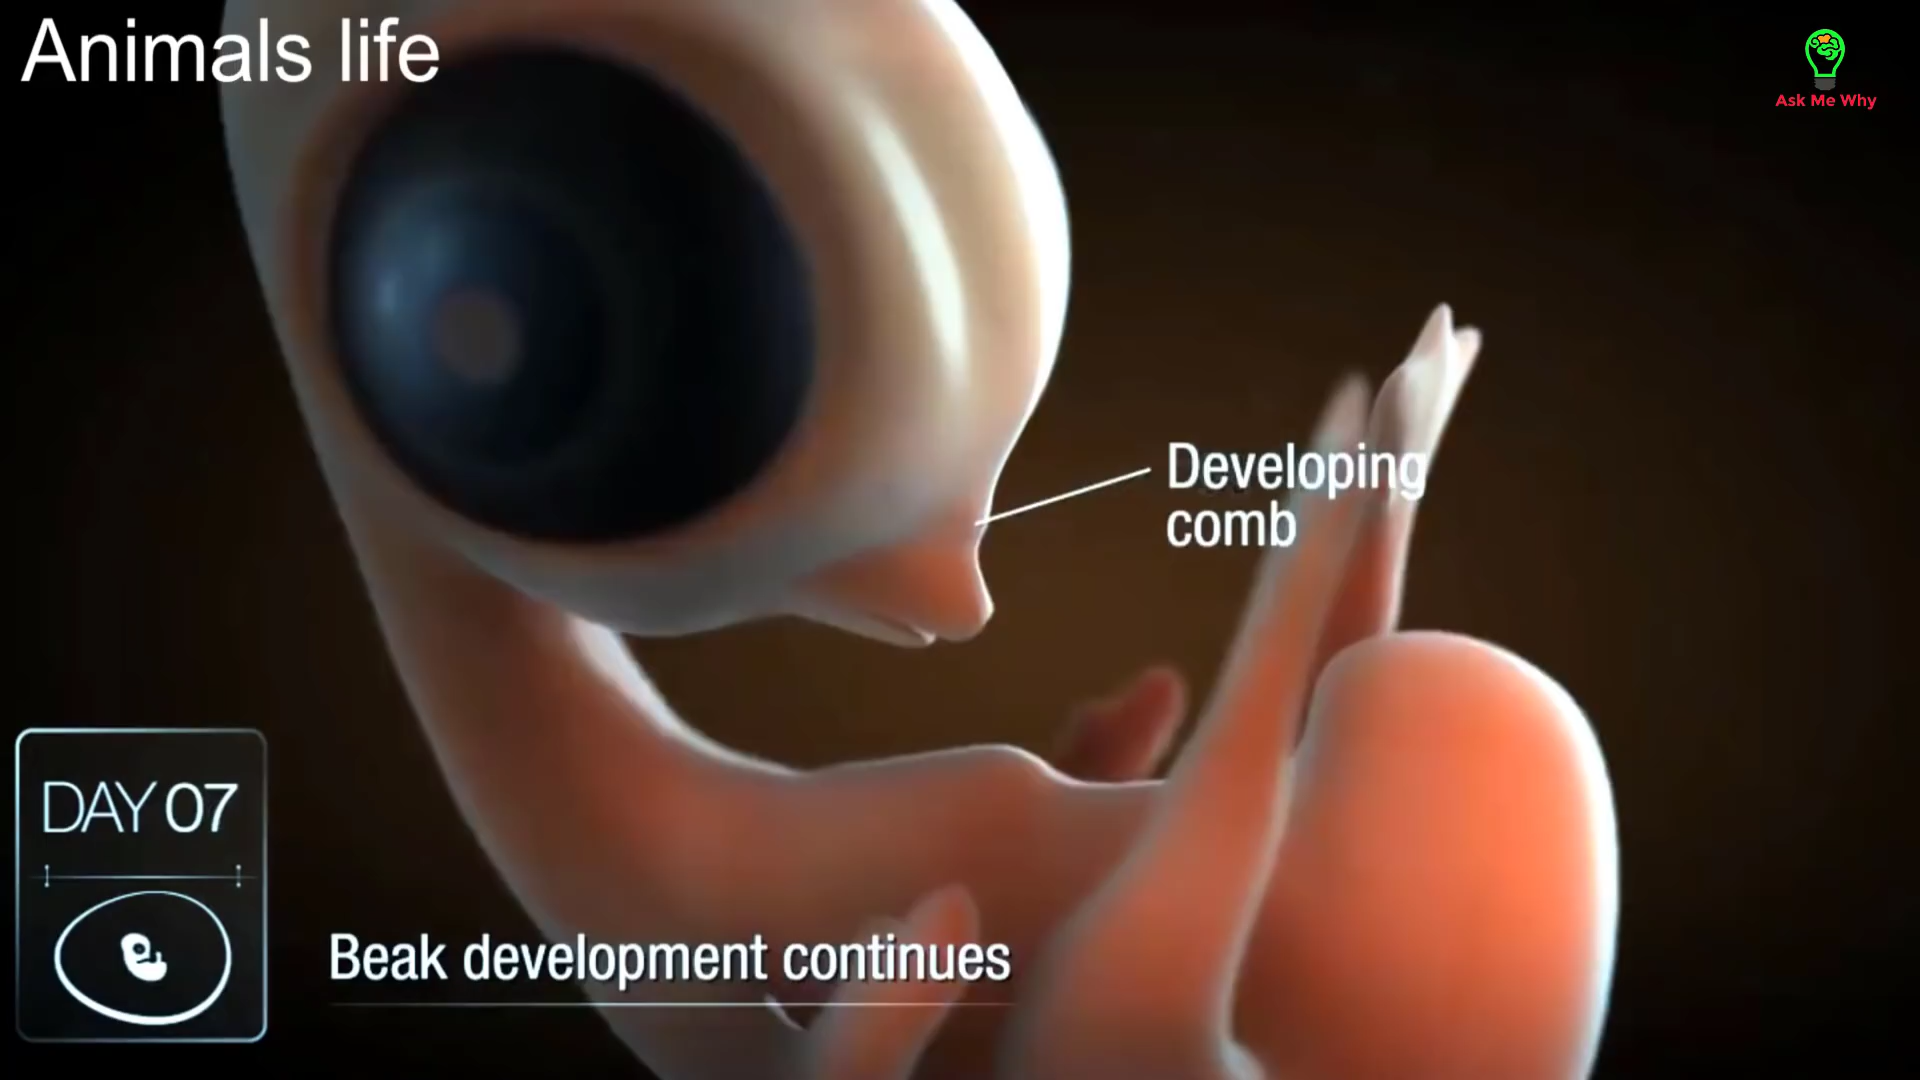 Animals life
Ask Me Why
Developing
comb
DAY 07
Beak development continues